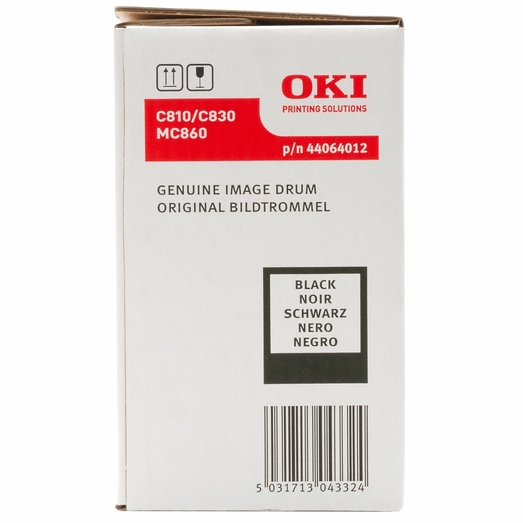 OKI
PRINTING SOLUTIONS
C810/C830
MC860
p/n 44064012
GENUINE IMAGE DRUM
ORIGINAL BILDTROMMEL
BLACK
NOIR
SCHWARZ
NERO
NEGRO
5 031713 043324